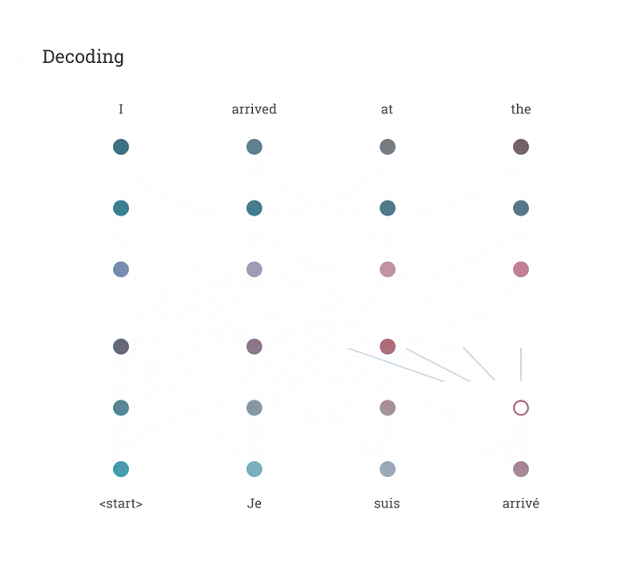 Decoding
I arrived at the
<start> Je suis arrivé